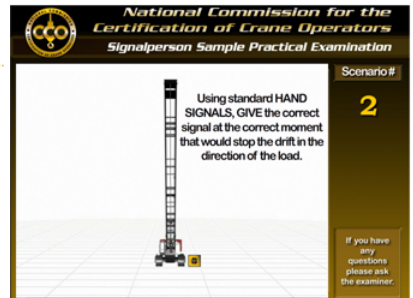 National Commission for the
Certification of Crane Operators
Signalperson Sample Practical Examination
CCO
Scenario #
2
Using standard HAND
SIGNALS, GIVE the correct
signal at the correct moment
that would stop the drift in the
direction of the load.
If you have
any
questions
please ask
the examiner.